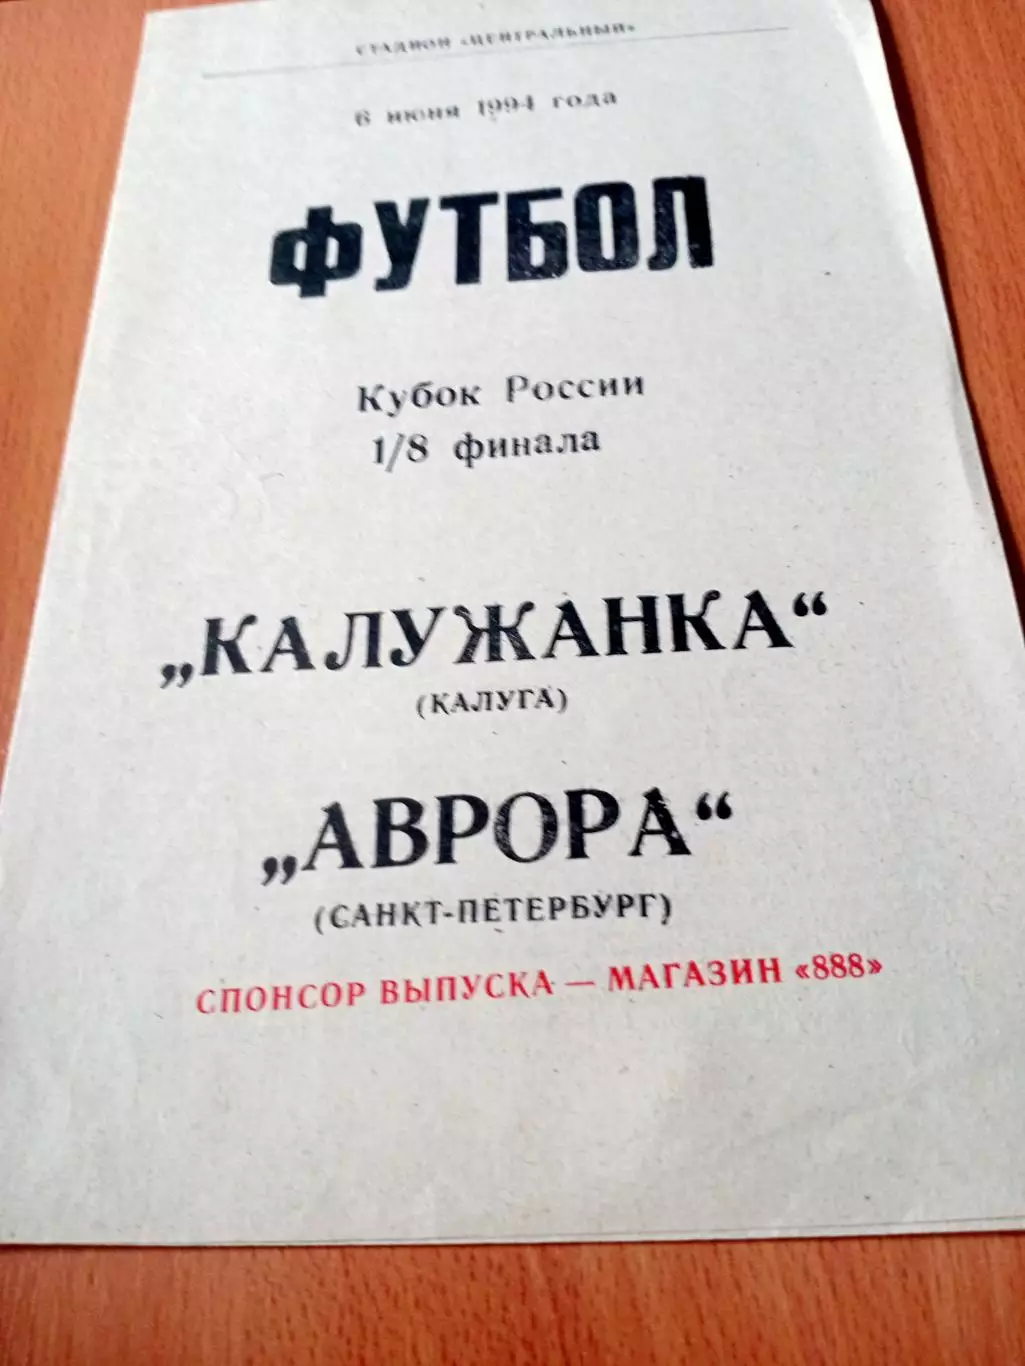 СТАДИОН «ЦЕНТРАЛЬНЫЙ»
6 июня 1994 года
ФУТБОЛ
Кубок России
1/8 финала
„КАЛУЖАНКА“
(КАЛУГА)
„АВРОРА“
(САНКТ-ПЕТЕРБУРГ)
СПОНСОР ВЫПУСКА — МАГАЗИН «888»